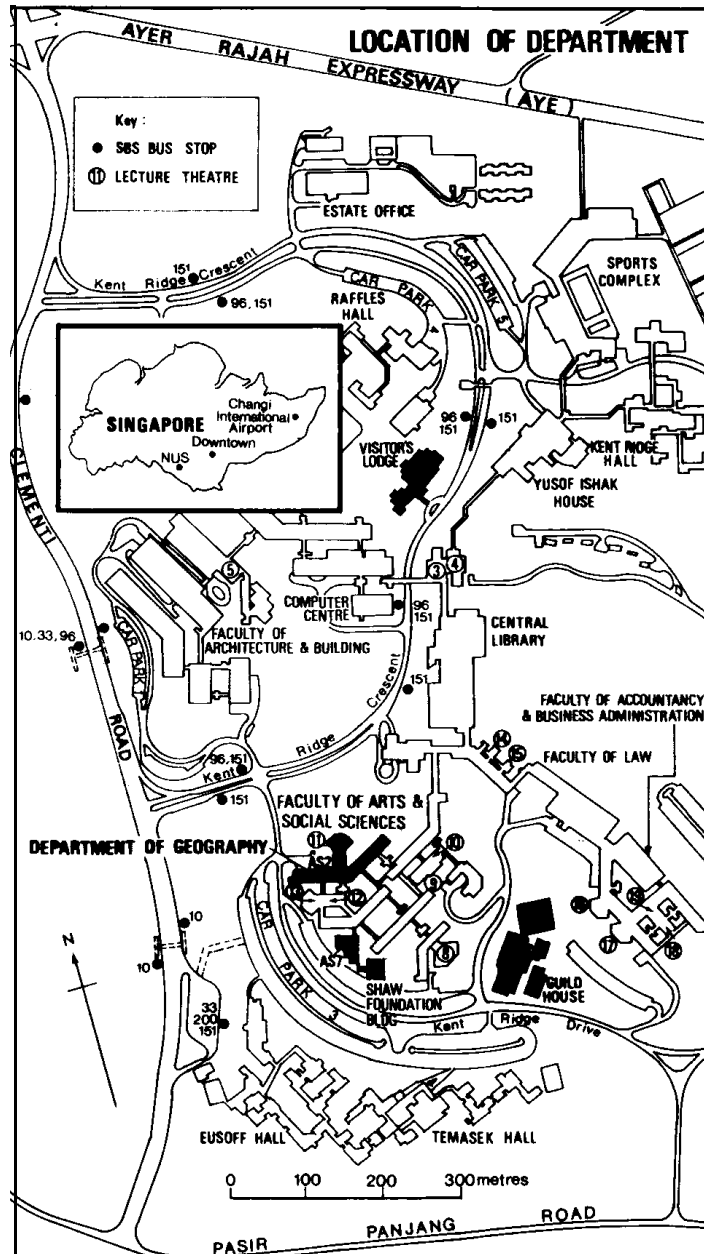 LOCATION OF DEPARTMENT
AYER RAJAH EXPRESSWAY (AYE)
Key :
SBS BUS STOP
⑪ LECTURE THEATRE
ESTATE OFFICE
151
Kent Ridge Crescent
96, 151
CAR PARK 5
CAR PARK 4
SPORTS
COMPLEX
RAFFLES
HALL
SINGAPORE
Changi
International
Airport
Downtown
NUS
96
151
151
VISITOR'S
LODGE
KENT RIDGE
HALL
YUSOF ISHAK
HOUSE
CLEMENTI
ROAD
⑤
③
④
COMPUTER
CENTRE
96
151
CENTRAL
LIBRARY
FACULTY OF
ARCHITECTURE & BUILDING
10, 33, 96
CAR PARK
151
Kent Ridge Crescent
96, 151
151
FACULTY OF ACCOUNTANCY
& BUSINESS ADMINISTRATION
⑭
⑮
FACULTY OF LAW
FACULTY OF ARTS &
SOCIAL SCIENCES
DEPARTMENT OF GEOGRAPHY
⑪
AS2
⑩
⑨
⑫
⑧
⑯
⑰
⑱
⑲
10
10
N
CAR PARK 3
AS7
SHAW
FOUNDATION
BLDG
GUILD
HOUSE
Kent Ridge Drive
33
200
151
EUSOFF HALL
TEMASEK HALL
0 100 200 300 metres
PASIR PANJANG ROAD